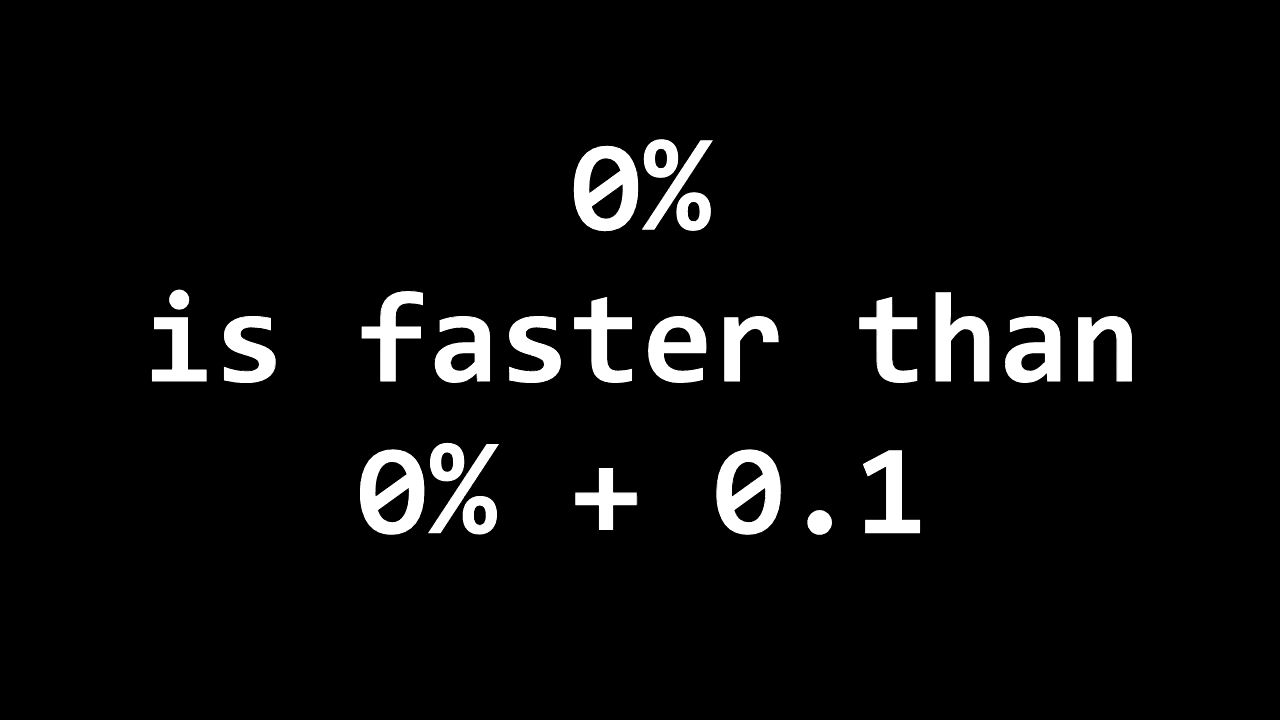 0%
is faster than
0% + 0.1